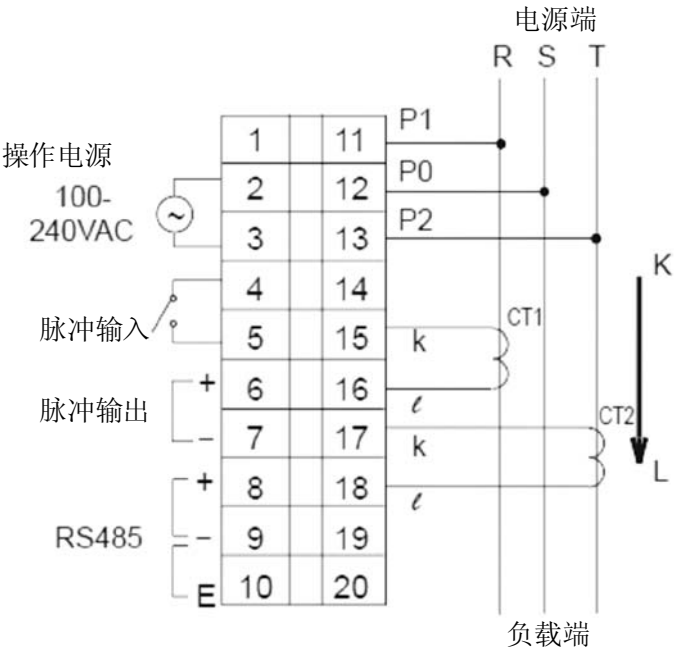 电源端
R S T
1 11 P1
操作电源
100-
240VAC
~
2 12 P0
3 13 P2
K
4 14
脉冲输入
5 15 k CT1
+ 6 16 ℓ
脉冲输出
CT2
− 7 17 k
L
+ 8 18 ℓ
RS485
− 9 19
E 10 20
负载端